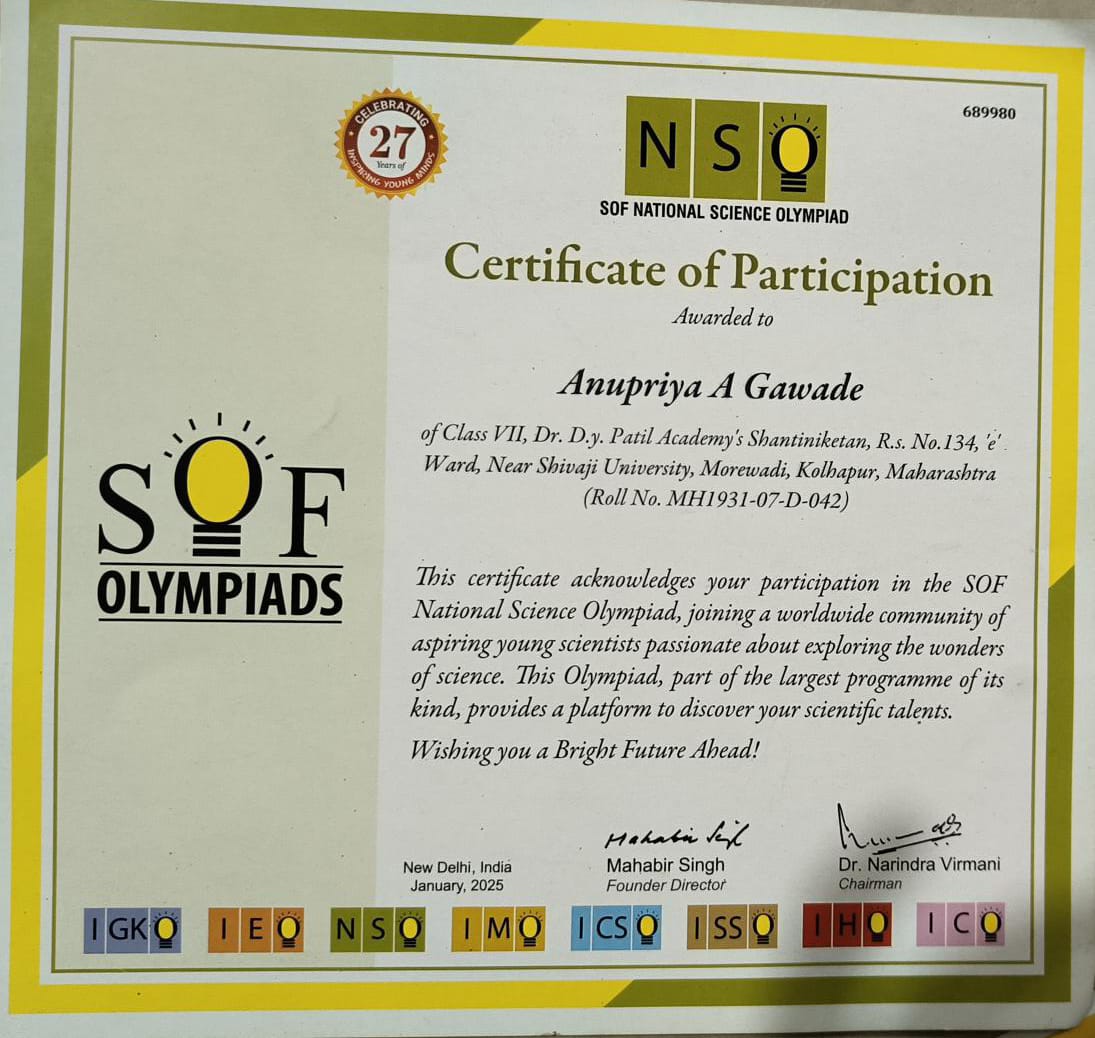 CELEBRATING
27
Years of
INSPIRING YOUNG MINDS
NSO
689980
SOF NATIONAL SCIENCE OLYMPIAD
Certificate of Participation
Awarded to
Anupriya A Gawade
of Class VII, Dr. D.y. Patil Academy's Shantiniketan, R.s. No.134, 'e'
Ward, Near Shivaji University, Morewadi, Kolhapur, Maharashtra
(Roll No. MH1931-07-D-042)
SOF
OLYMPIADS
This certificate acknowledges your participation in the SOF
National Science Olympiad, joining a worldwide community of
aspiring young scientists passionate about exploring the wonders
of science. This Olympiad, part of the largest programme of its
kind, provides a platform to discover your scientific talents.
Wishing you a Bright Future Ahead!
Mahabir Singh
New Delhi, India
January, 2025
Mahabir Singh
Founder Director
Dr. Narindra Virmani
Chairman
IGKO IEO NSO IMO ICSO ISSO IHO ICO